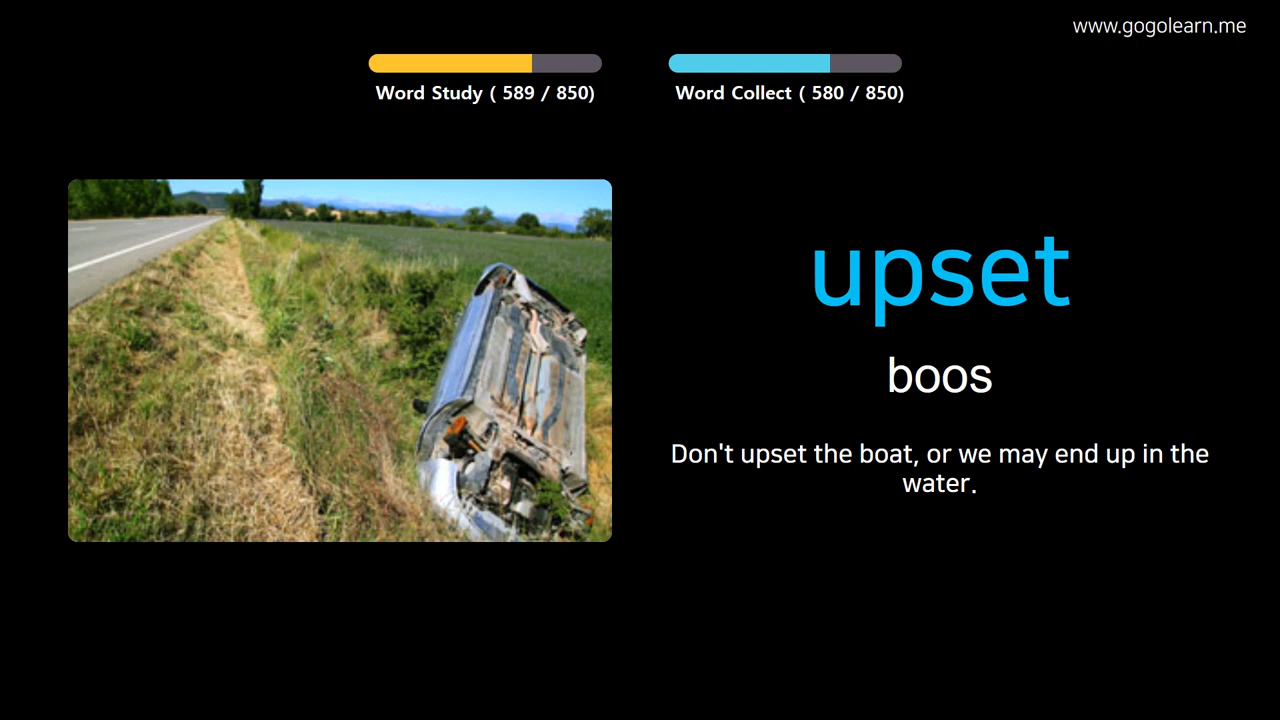 www.gogolearn.me
Word Study ( 589 / 850)
Word Collect ( 580 / 850)
upset
boos
Don't upset the boat, or we may end up in the
water.